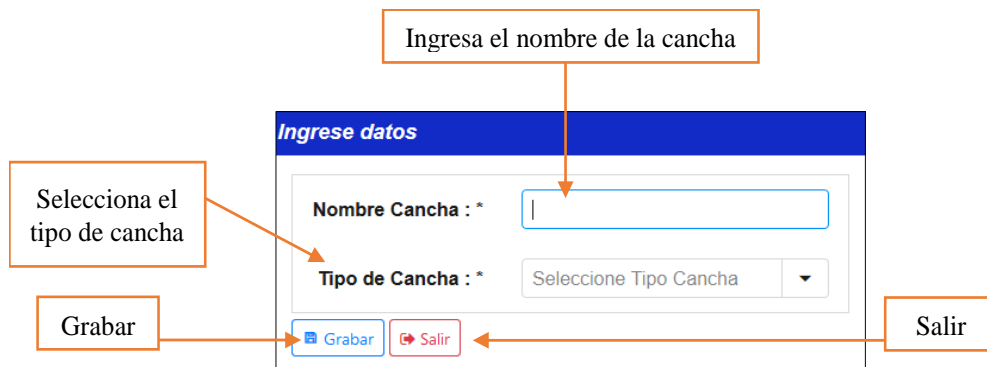 Ingresa el nombre de la cancha
Ingrese datos
Selecciona el
tipo de cancha
Nombre Cancha : *
Tipo de Cancha : *
Seleccione Tipo Cancha
Grabar
Grabar
Salir
Salir